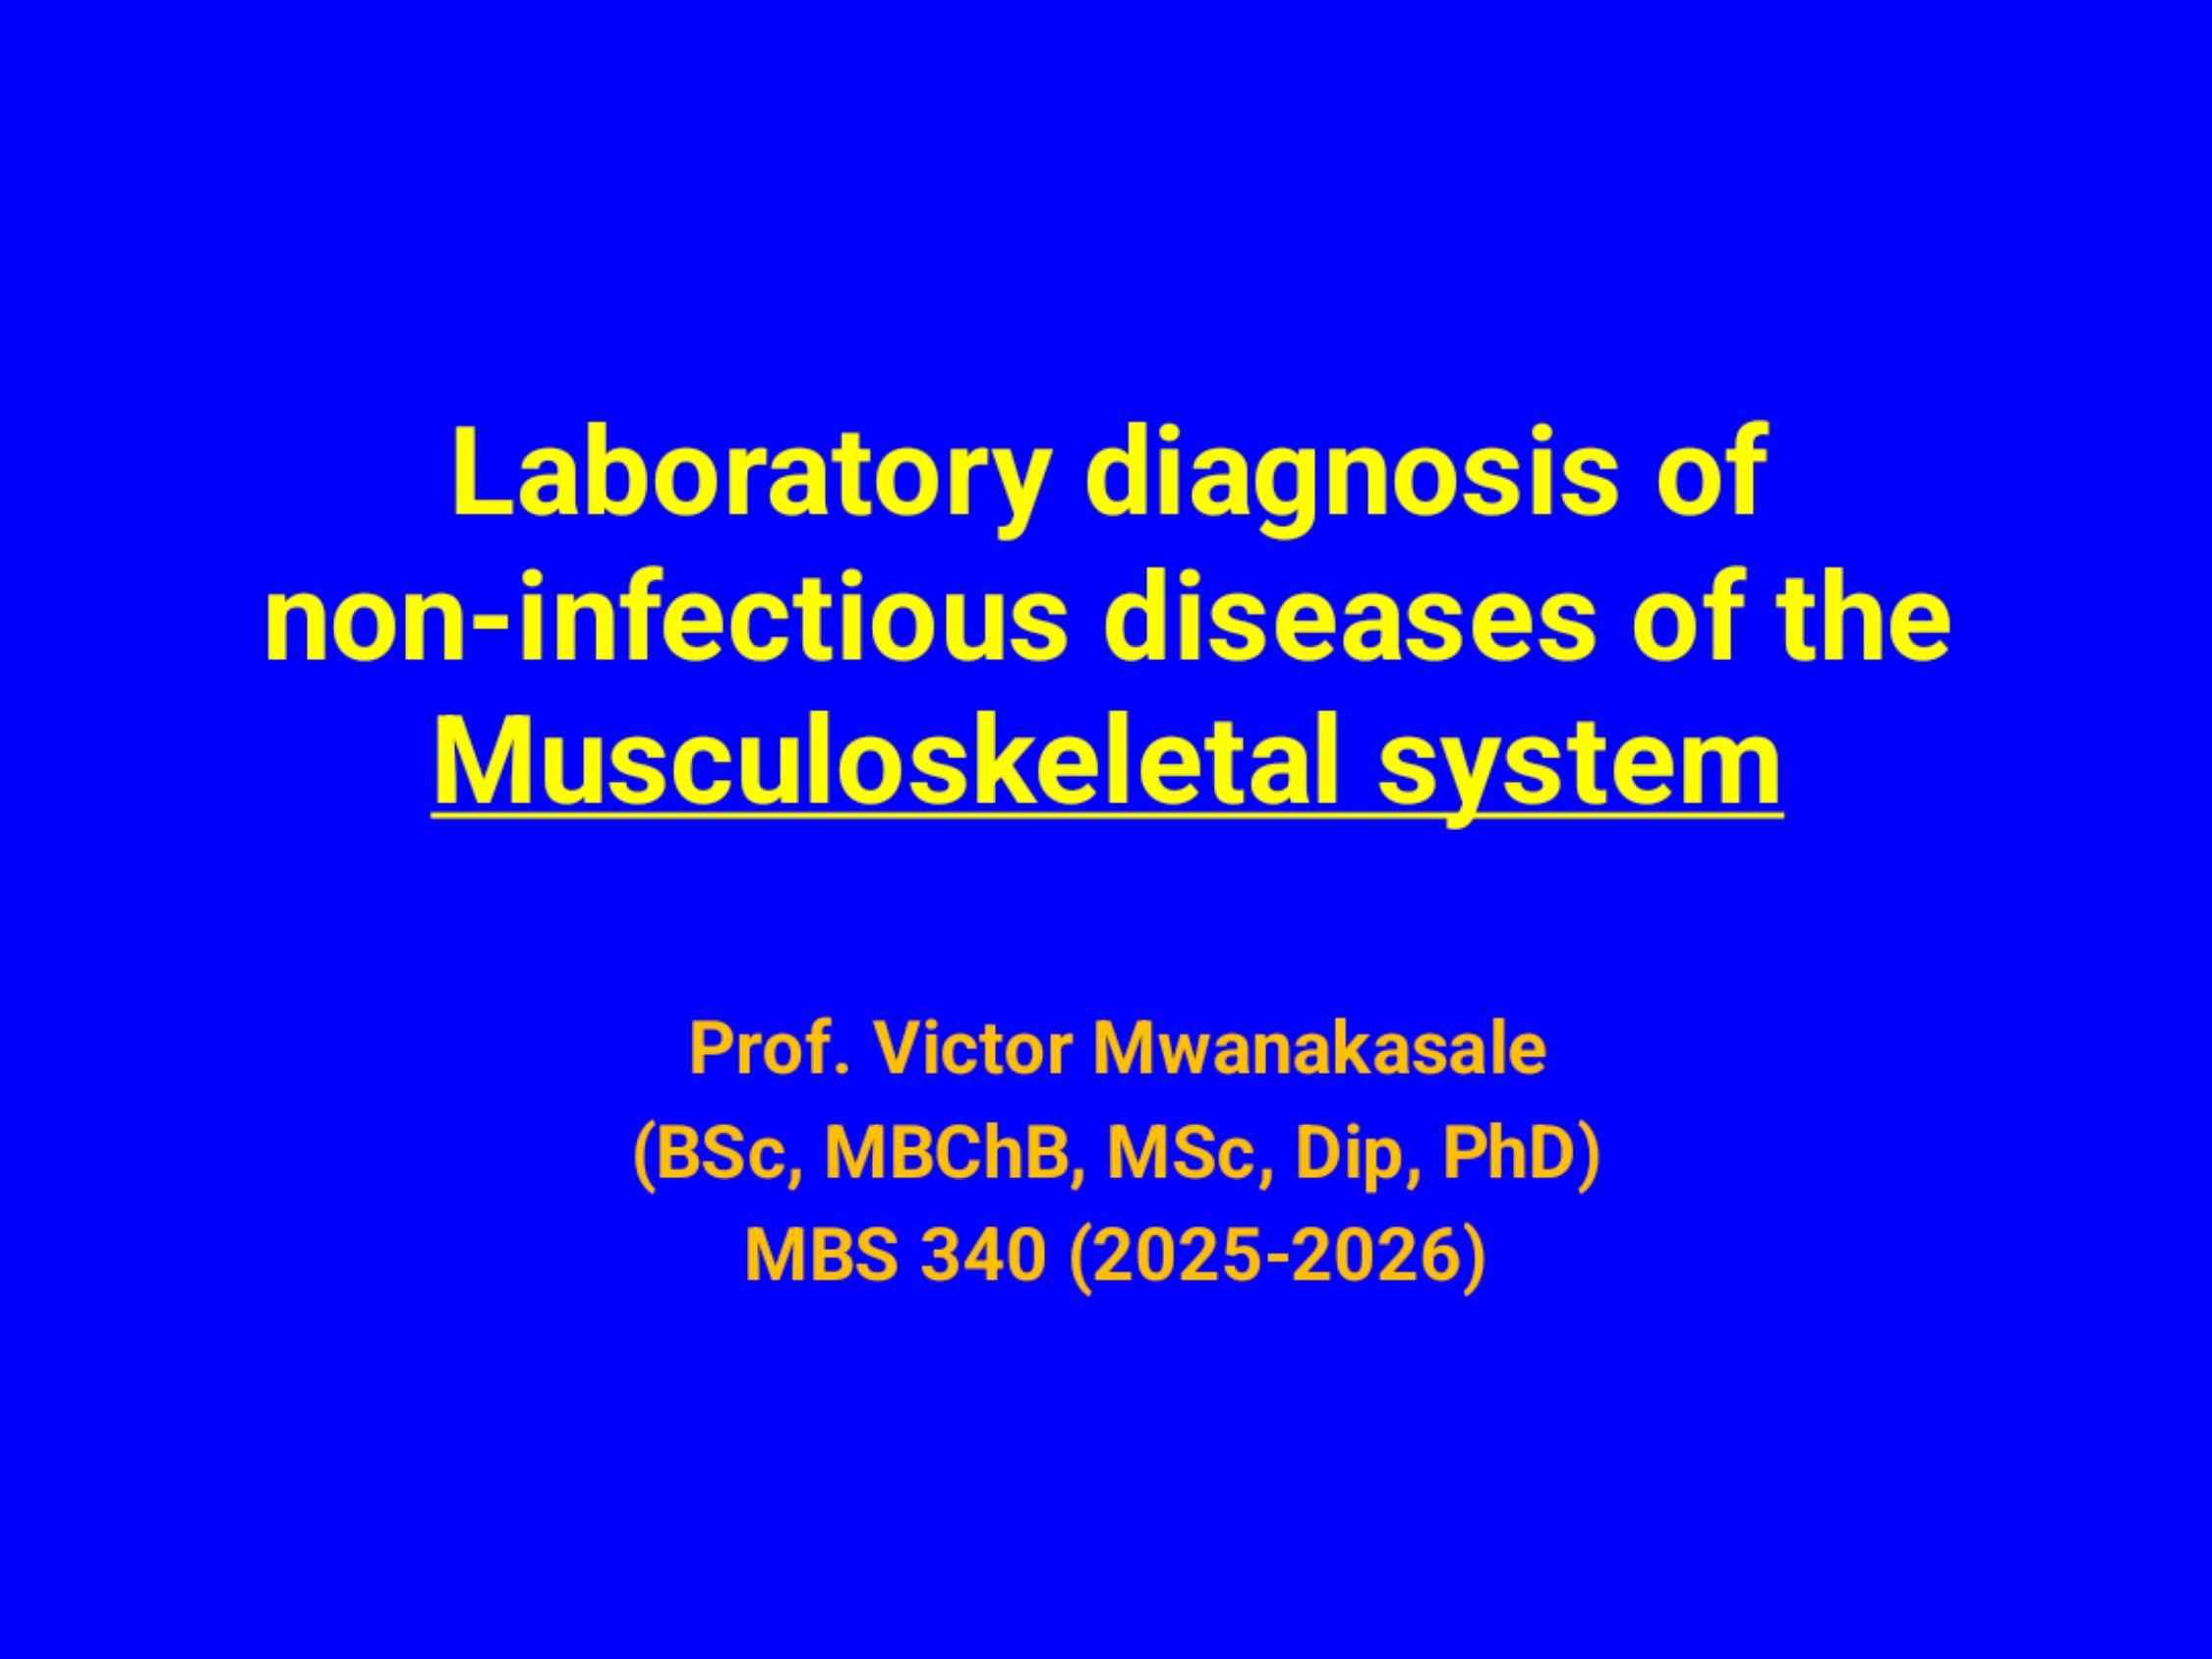 Laboratory diagnosis of
non-infectious diseases of the
Musculoskeletal system
Prof. Victor Mwanakasale
(BSc, MBChB, MSc, Dip, PhD)
MBS 340 (2025-2026)